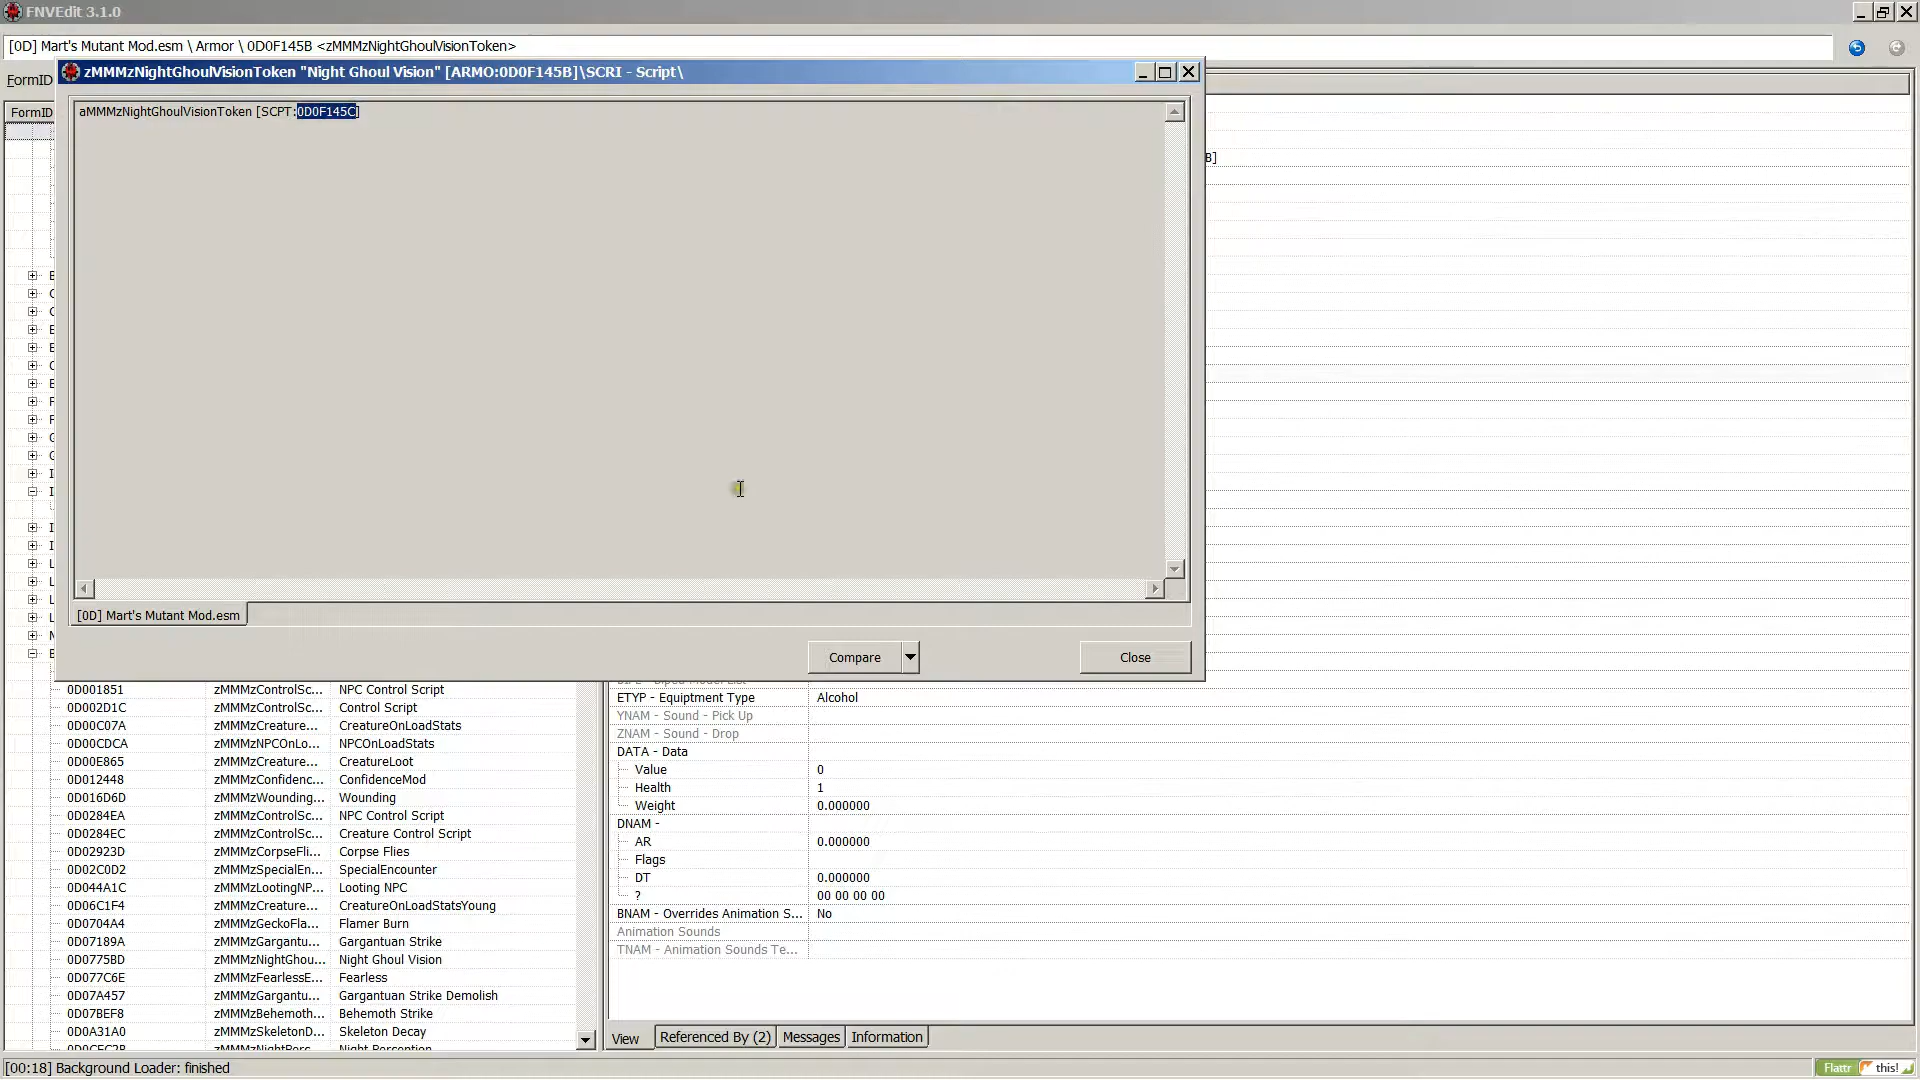 FNVEdit 3.1.0
[0D] Mart's Mutant Mod.esm \ Armor \ 0D0F145B <zMMMzNightGhoulVisionToken>
FormID
zMMMzNightGhoulVisionToken "Night Ghoul Vision" [ARMO:0D0F145B]\SCRI - Script\
FormID
aMMMzNightGhoulVisionToken [SCPT:0D0F145C]
B]
[0D] Mart's Mutant Mod.esm
Compare
Close
0D001851 zMMMzControlSc... NPC Control Script
0D002D1C zMMMzControlSc... Control Script
0D00C07A zMMMzCreature... CreatureOnLoadStats
0D00CDCA zMMMzNPCOnLo... NPCOnLoadStats
0D00E865 zMMMzCreature... CreatureLoot
0D012448 zMMMzConfidenc... ConfidenceMod
0D016D6D zMMMzWounding... Wounding
0D0284EA zMMMzControlSc... NPC Control Script
0D0284EC zMMMzControlSc... Creature Control Script
0D02923D zMMMzCorpseFli... Corpse Flies
0D02C0D2 zMMMzSpecialEn... SpecialEncounter
0D044A1C zMMMzLootingNP... Looting NPC
0D06C1F4 zMMMzCreature... CreatureOnLoadStatsYoung
0D0704A4 zMMMzGeckoFla... Flamer Burn
0D07189A zMMMzGargantu... Gargantuan Strike
0D0775BD zMMMzNightGhou... Night Ghoul Vision
0D077C6E zMMMzFearlessE... Fearless
0D07A457 zMMMzGargantu... Gargantuan Strike Demolish
0D07BEF8 zMMMzBehemoth... Behemoth Strike
0D0A31A0 zMMMzSkeletonD... Skeleton Decay
ETYP - Equiptment Type Alcohol
YNAM - Sound - Pick Up
ZNAM - Sound - Drop
DATA - Data
Value 0
Health 1
Weight 0.000000
DNAM -
AR 0.000000
Flags
DT 0.000000
? 00 00 00 00
BNAM - Overrides Animation S... No
Animation Sounds
TNAM - Animation Sounds Te...
View Referenced By (2) Messages Information
[00:18] Background Loader: finished
Flattr this!